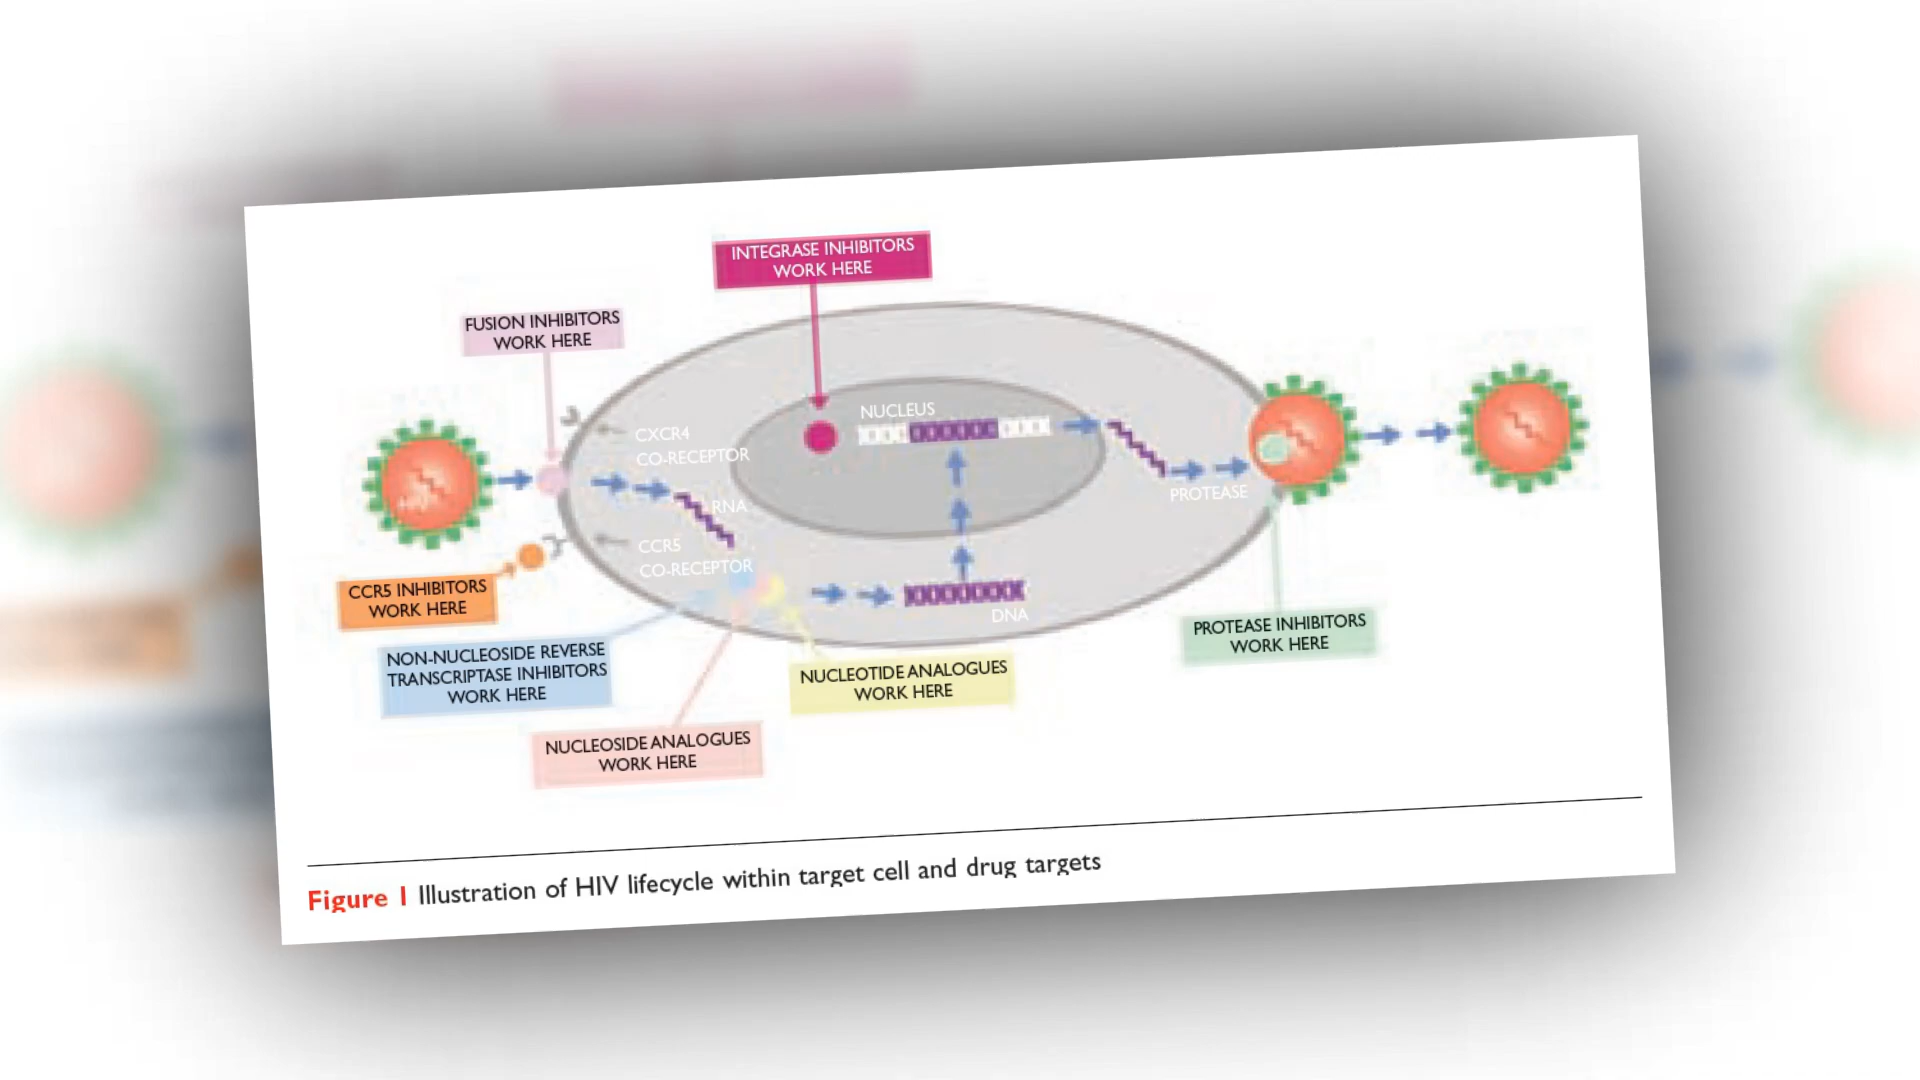 INTEGRASE INHIBITORS
WORK HERE
FUSION INHIBITORS
WORK HERE
NUCLEUS
CXCR4
CO-RECEPTOR
RNA
PROTEASE
CCR5
CO-RECEPTOR
CCR5 INHIBITORS
WORK HERE
DNA
PROTEASE INHIBITORS
WORK HERE
NON-NUCLEOSIDE REVERSE
TRANSCRIPTASE INHIBITORS
WORK HERE
NUCLEOTIDE ANALOGUES
WORK HERE
NUCLEOSIDE ANALOGUES
WORK HERE
Figure 1 Illustration of HIV lifecycle within target cell and drug targets